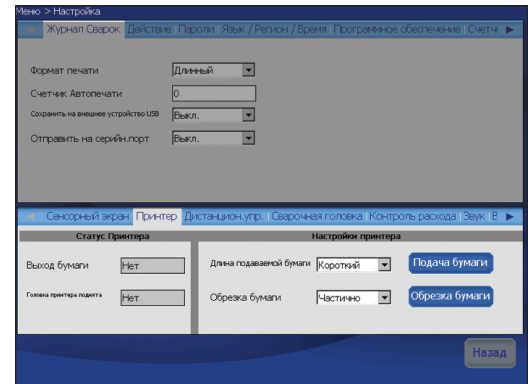 Меню > Настройка
Журнал Сварок | Действие | Пароли | Язык / Регион / Время | Программное обеспечение | Счетч
Формат печати Длинный
Счетчик Автопечати 0
Сохранить на внешнее устройство USB Выкл.
Отправить на серийн.порт Выкл.
Сенсорный экран | Принтер | Дистанцион.упр. | Сварочная головка | Контроль расхода | Звук | В
Статус Принтера Настройки принтера
Выход бумаги Нет Длина подаваемой бумаги Короткий Подача бумаги
Головка принтера поднята Нет Обрезка бумаги Частично Обрезка бумаги
Назад